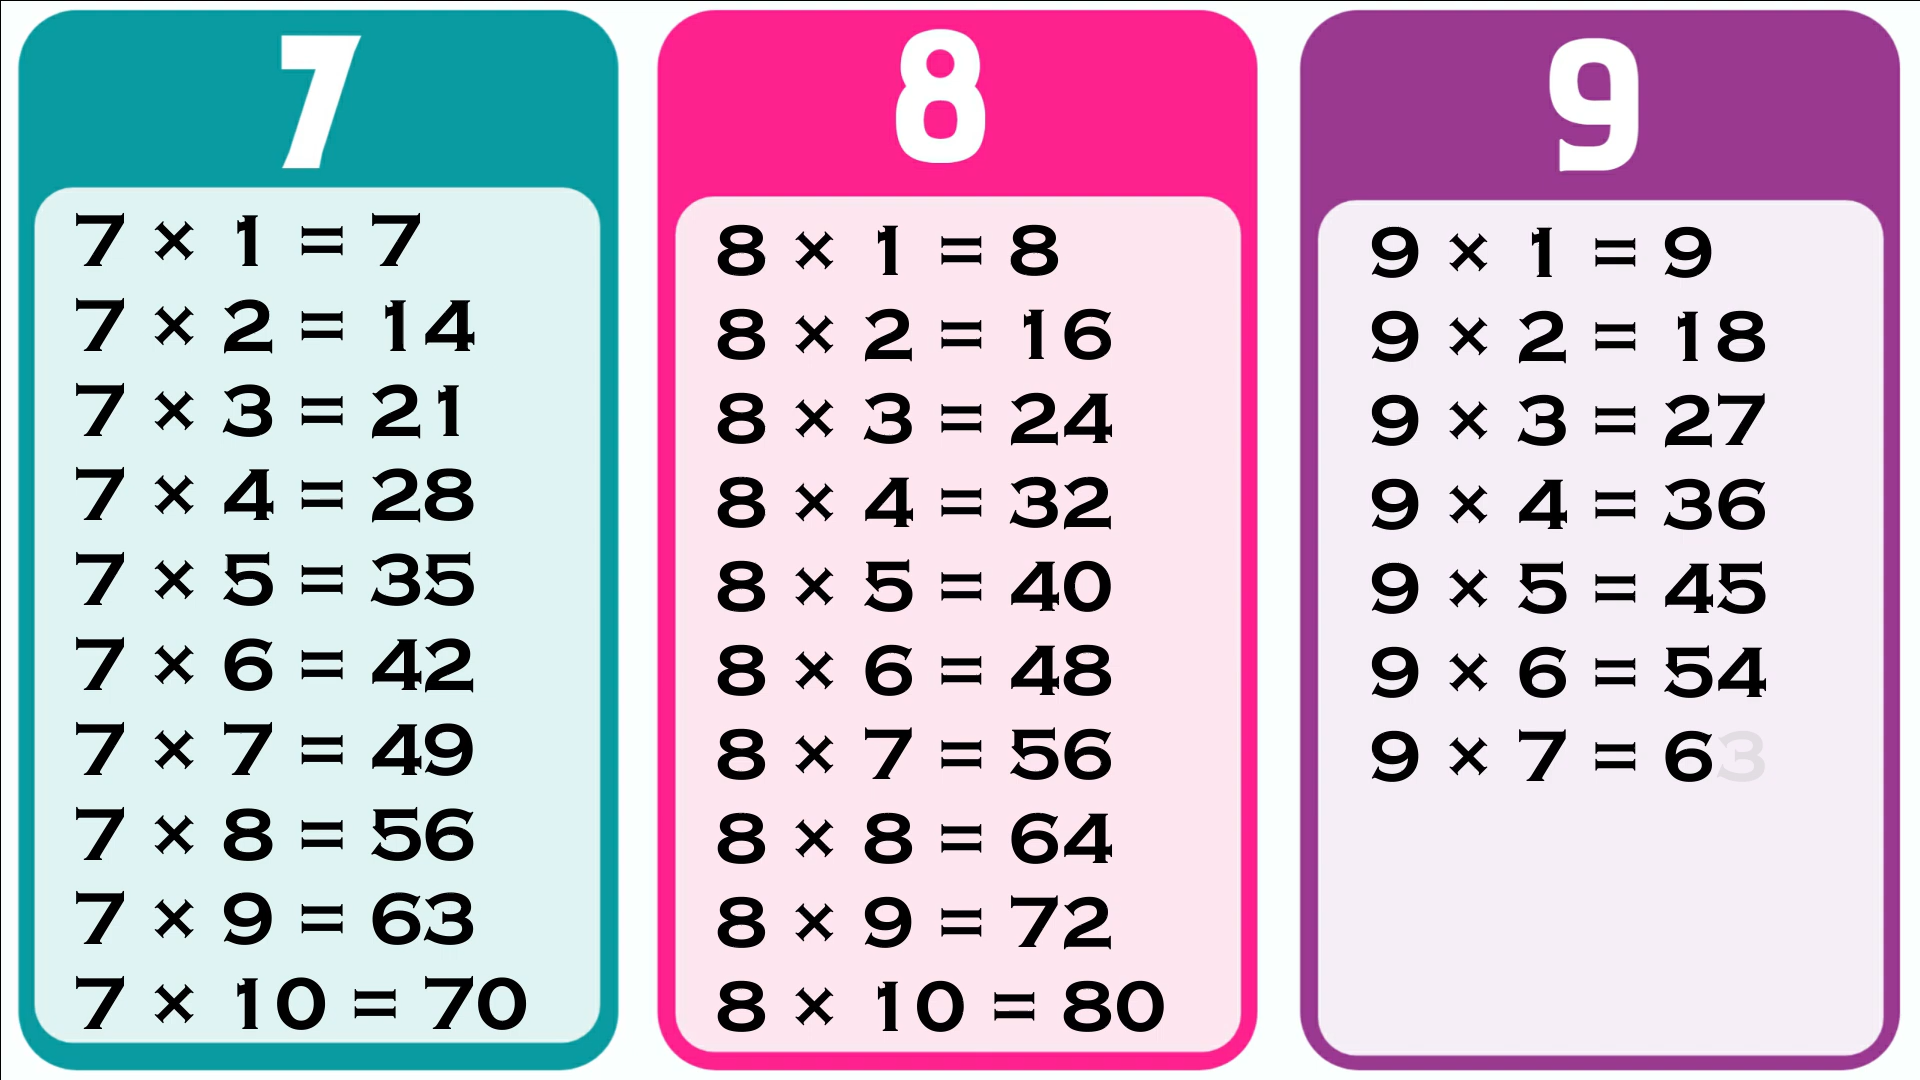 7
7 × 1 = 7
7 × 2 = 14
7 × 3 = 21
7 × 4 = 28
7 × 5 = 35
7 × 6 = 42
7 × 7 = 49
7 × 8 = 56
7 × 9 = 63
7 × 10 = 70
8
8 × 1 = 8
8 × 2 = 16
8 × 3 = 24
8 × 4 = 32
8 × 5 = 40
8 × 6 = 48
8 × 7 = 56
8 × 8 = 64
8 × 9 = 72
8 × 10 = 80
9
9 × 1 = 9
9 × 2 = 18
9 × 3 = 27
9 × 4 = 36
9 × 5 = 45
9 × 6 = 54
9 × 7 = 63